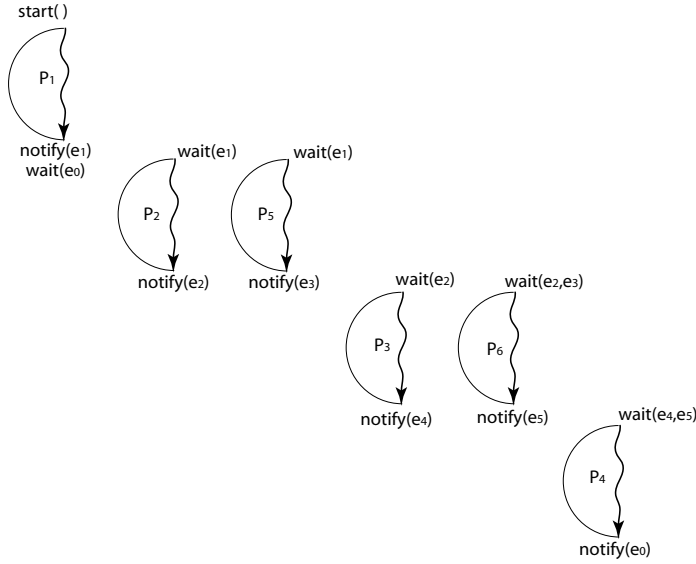 start( )
P1
notify(e1)
wait(e0)
wait(e1)
wait(e1)
P2
P5
notify(e2)
notify(e3)
wait(e2)
wait(e2,e3)
P3
P6
notify(e4)
notify(e5)
wait(e4,e5)
P4
notify(e0)